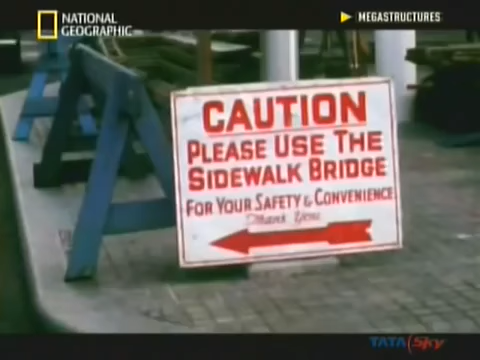 NATIONAL
GEOGRAPHIC
MEGASTRUCTURES
CAUTION
PLEASE USE THE
SIDEWALK BRIDGE
FOR YOUR SAFETY & CONVENIENCE
Thank You
TATA Sky